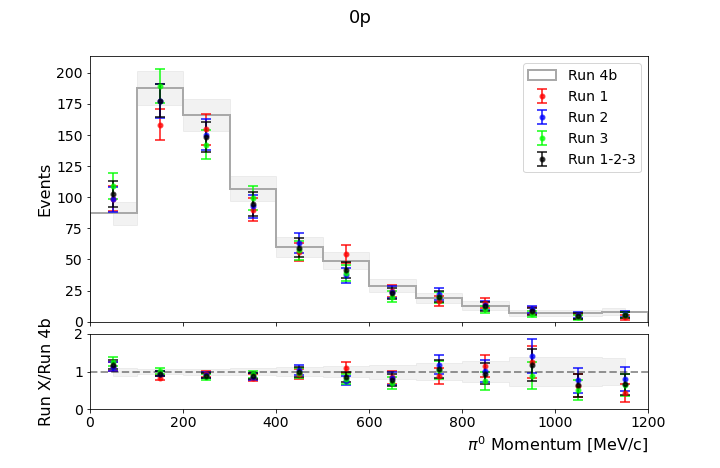 0p
Events
200
175
150
125
100
75
50
25
0
Run 4b
Run 1
Run 2
Run 3
Run 1-2-3
Run X/Run 4b
2
1
0
0 200 400 600 800 1000 1200
π⁰ Momentum [MeV/c]